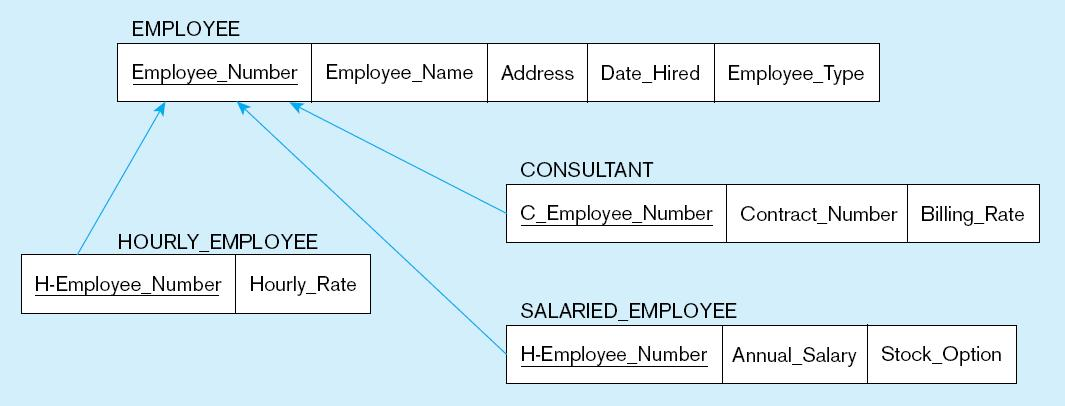 EMPLOYEE
Employee_Number Employee_Name Address Date_Hired Employee_Type
CONSULTANT
C_Employee_Number Contract_Number Billing_Rate
HOURLY_EMPLOYEE
H-Employee_Number Hourly_Rate
SALARIED_EMPLOYEE
H-Employee_Number Annual_Salary Stock_Option